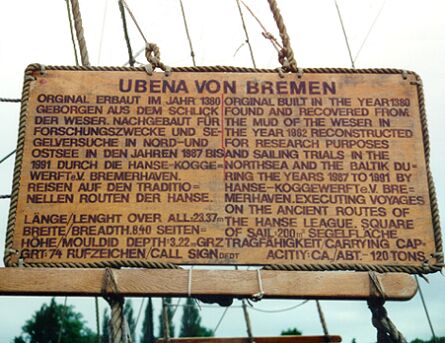 UBENA VON BREMEN
ORGINAL ERBAUT IM JAHR 1380
GEBORGEN AUS DEM SCHLICK
DER WESER. NACHGEBAUT FÜR
FORSCHUNGSZWECKE UND SE=
GELVERSUCHE IN NORD-UND
OSTSEE IN DEN JAHREN 1987 BIS
1991 DURCH DIE HANSE-KOGGE=
WERFT e.V. BREMERHAVEN.
REISEN AUF DEN TRADITIO=
NELLEN ROUTEN DER HANSE.
LÄNGE/LENGHT OVER ALL:23.37m
BREITE/BREADTH.8.40 SEITEN=
HÖHE/MOULDID DEPTH:3.22=GRZ
GRT:74 RUFZEICHEN/CALL SIGN DFDT
ORGINAL BUILT IN THE YEAR 1380
FOUND AND RECOVERED FROM
THE MUD OF THE WESER IN
THE YEAR 1962 RECONSTRUCTED
FOR RESEARCH PURPOSES
AND SAILING TRIALS IN THE
NORTHSEA AND THE BALTIK DU=
RING THE YEARS 1987 TO 1991 BY
HANSE-KOGGEWERFT e.V. BRE=
MERHAVEN. EXECUTING VOYAGES
ON THE ANCIENT ROUTES OF
THE HANSE LEAGUE, SQUARE
OF SAIL :200m² SEGELFLÄCHE
TRAGFÄHIGKEIT/CARRYING CAP=
ACITIY:CA./ABT.-120 TONS.